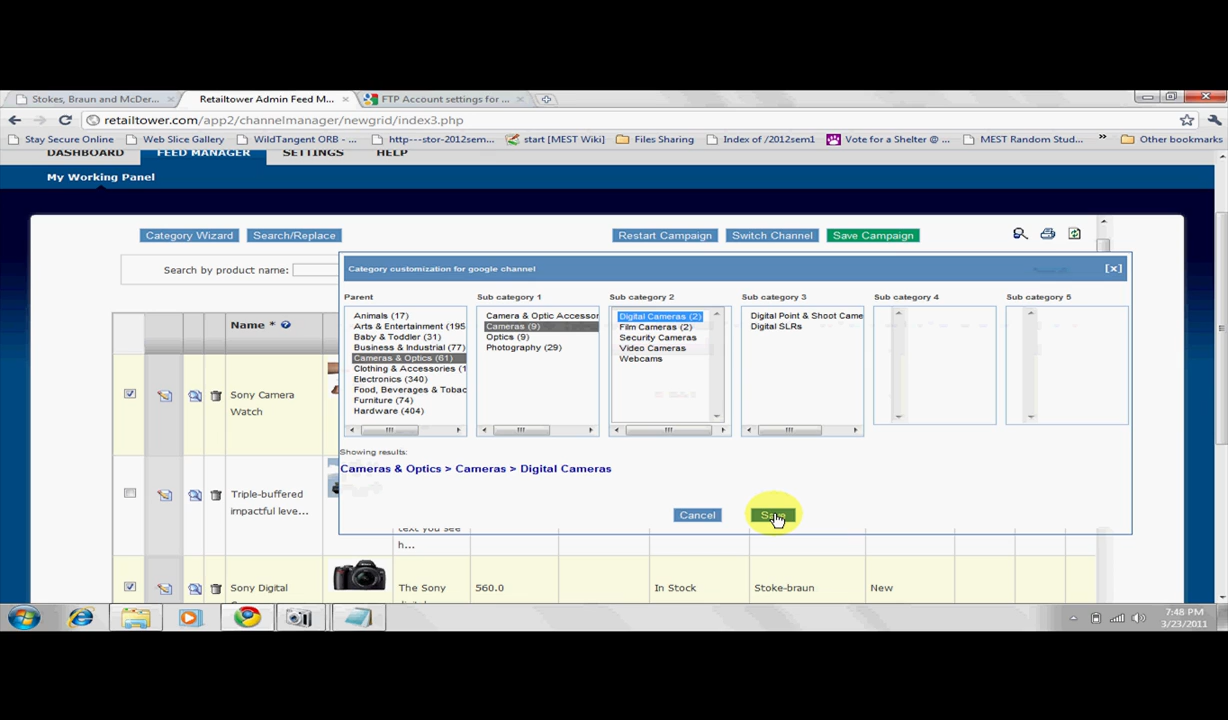 Stokes, Braun and McDer...
Retailtower Admin Feed M...
FTP Account settings for ...
retailtower.com/app2/channelmanager/newgrid/index3.php
Stay Secure Online
Web Slice Gallery
WildTangent ORB - ...
http---stor-2012sem...
start [MEST Wiki]
Files Sharing
Index of /2012sem1
Vote for a Shelter @ ...
MEST Random Stud...
Other bookmarks
DASHBOARD
FEED MANAGER
SETTINGS
HELP
My Working Panel
Category Wizard
Search/Replace
Restart Campaign
Switch Channel
Save Campaign
Search by product name:
Category customization for google channel
[x]
Parent
Sub category 1
Sub category 2
Sub category 3
Sub category 4
Sub category 5
Animals (17)
Arts & Entertainment (195
Baby & Toddler (31)
Business & Industrial (77)
Cameras & Optics (61)
Clothing & Accessories (1
Electronics (340)
Food, Beverages & Tobac
Furniture (74)
Hardware (404)
Camera & Optic Accessor
Cameras (9)
Optics (9)
Photography (29)
Digital Cameras (2)
Film Cameras (2)
Security Cameras
Video Cameras
Webcams
Digital Point & Shoot Came
Digital SLRs
Showing results:
Cameras & Optics > Cameras > Digital Cameras
Cancel
Save
Name *
Sony Camera
Watch
Triple-buffered
impactful leve...
text you see
h...
Sony Digital
The Sony
560.0
In Stock
Stoke-braun
New
7:48 PM
3/23/2011